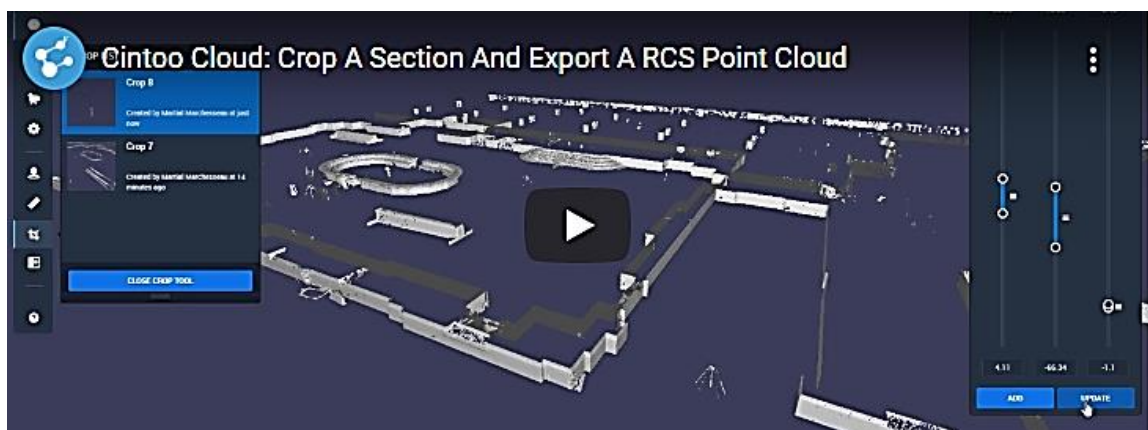 Cintoo Cloud: Crop A Section And Export A RCS Point Cloud
Crop 8
Created by Martial Marchesseau at just
now
Crop 7
Created by Martial Marchesseau at 14
minutes ago
CLOSE CROP TOOL
4.11 -66.34 -1.1
ADD UPDATE